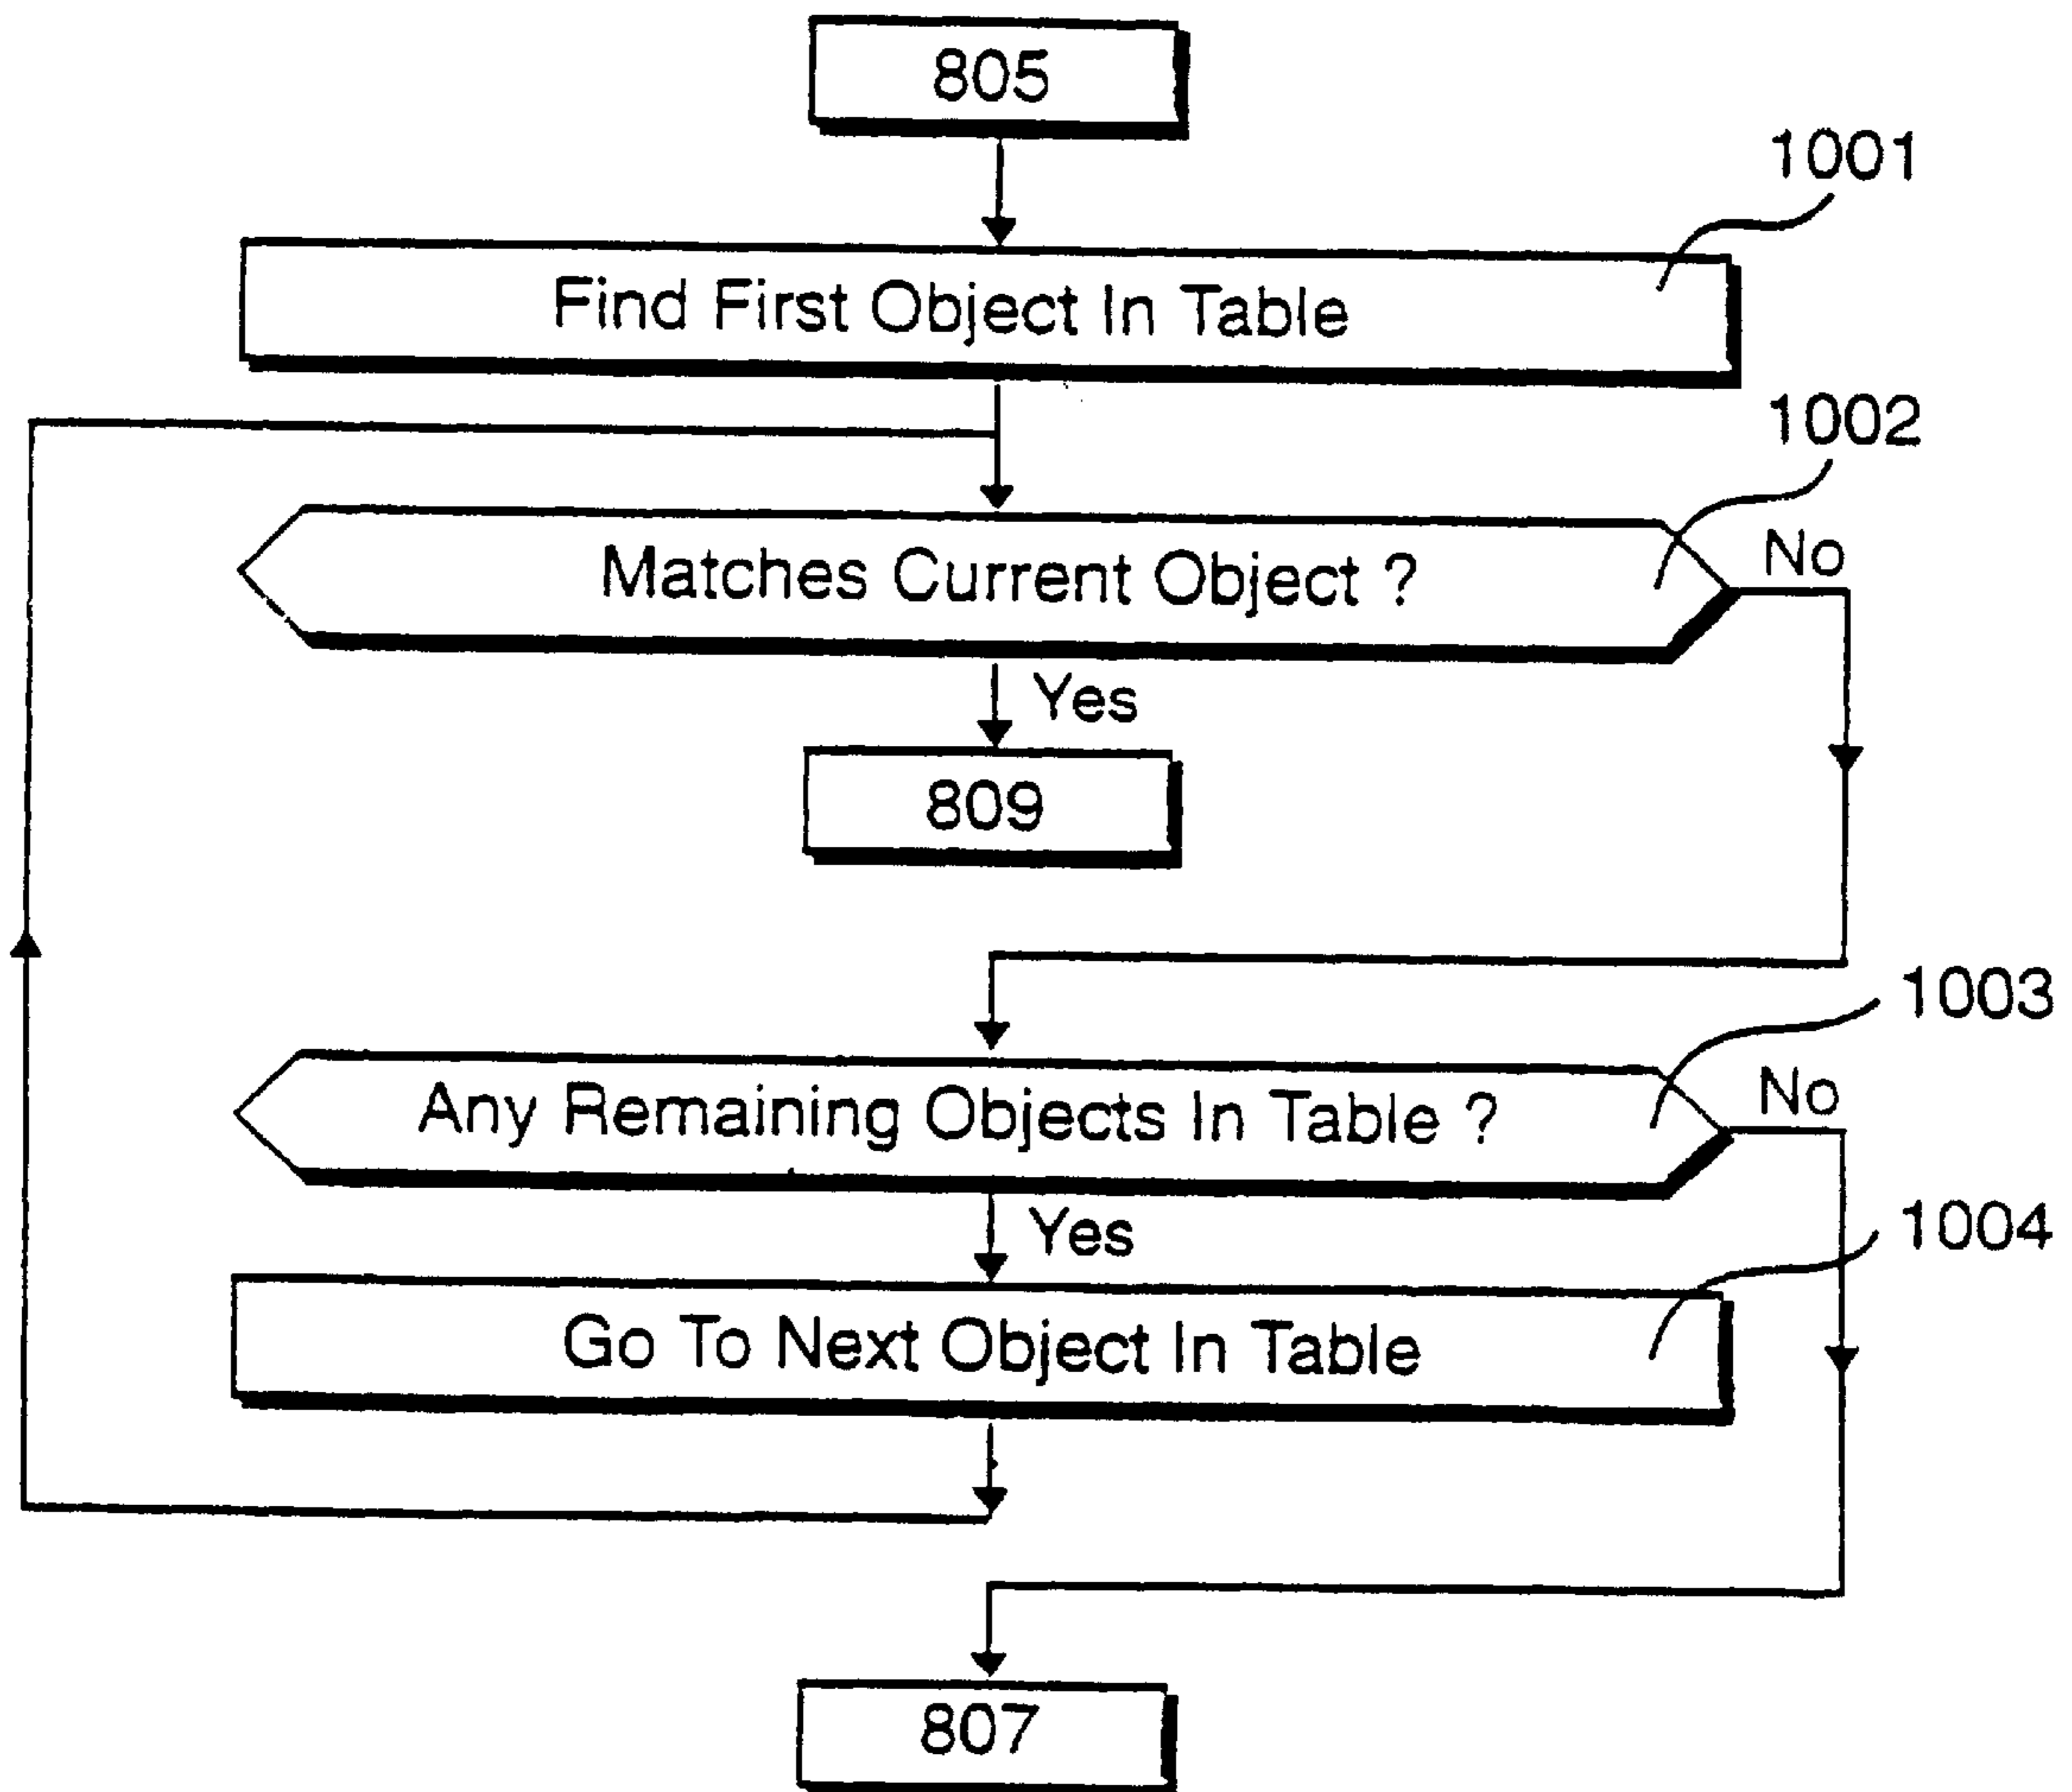 805
1001
Find First Object In Table
1002
Matches Current Object ?
No
Yes
809
1003
Any Remaining Objects In Table ?
No
Yes
1004
Go To Next Object In Table
807